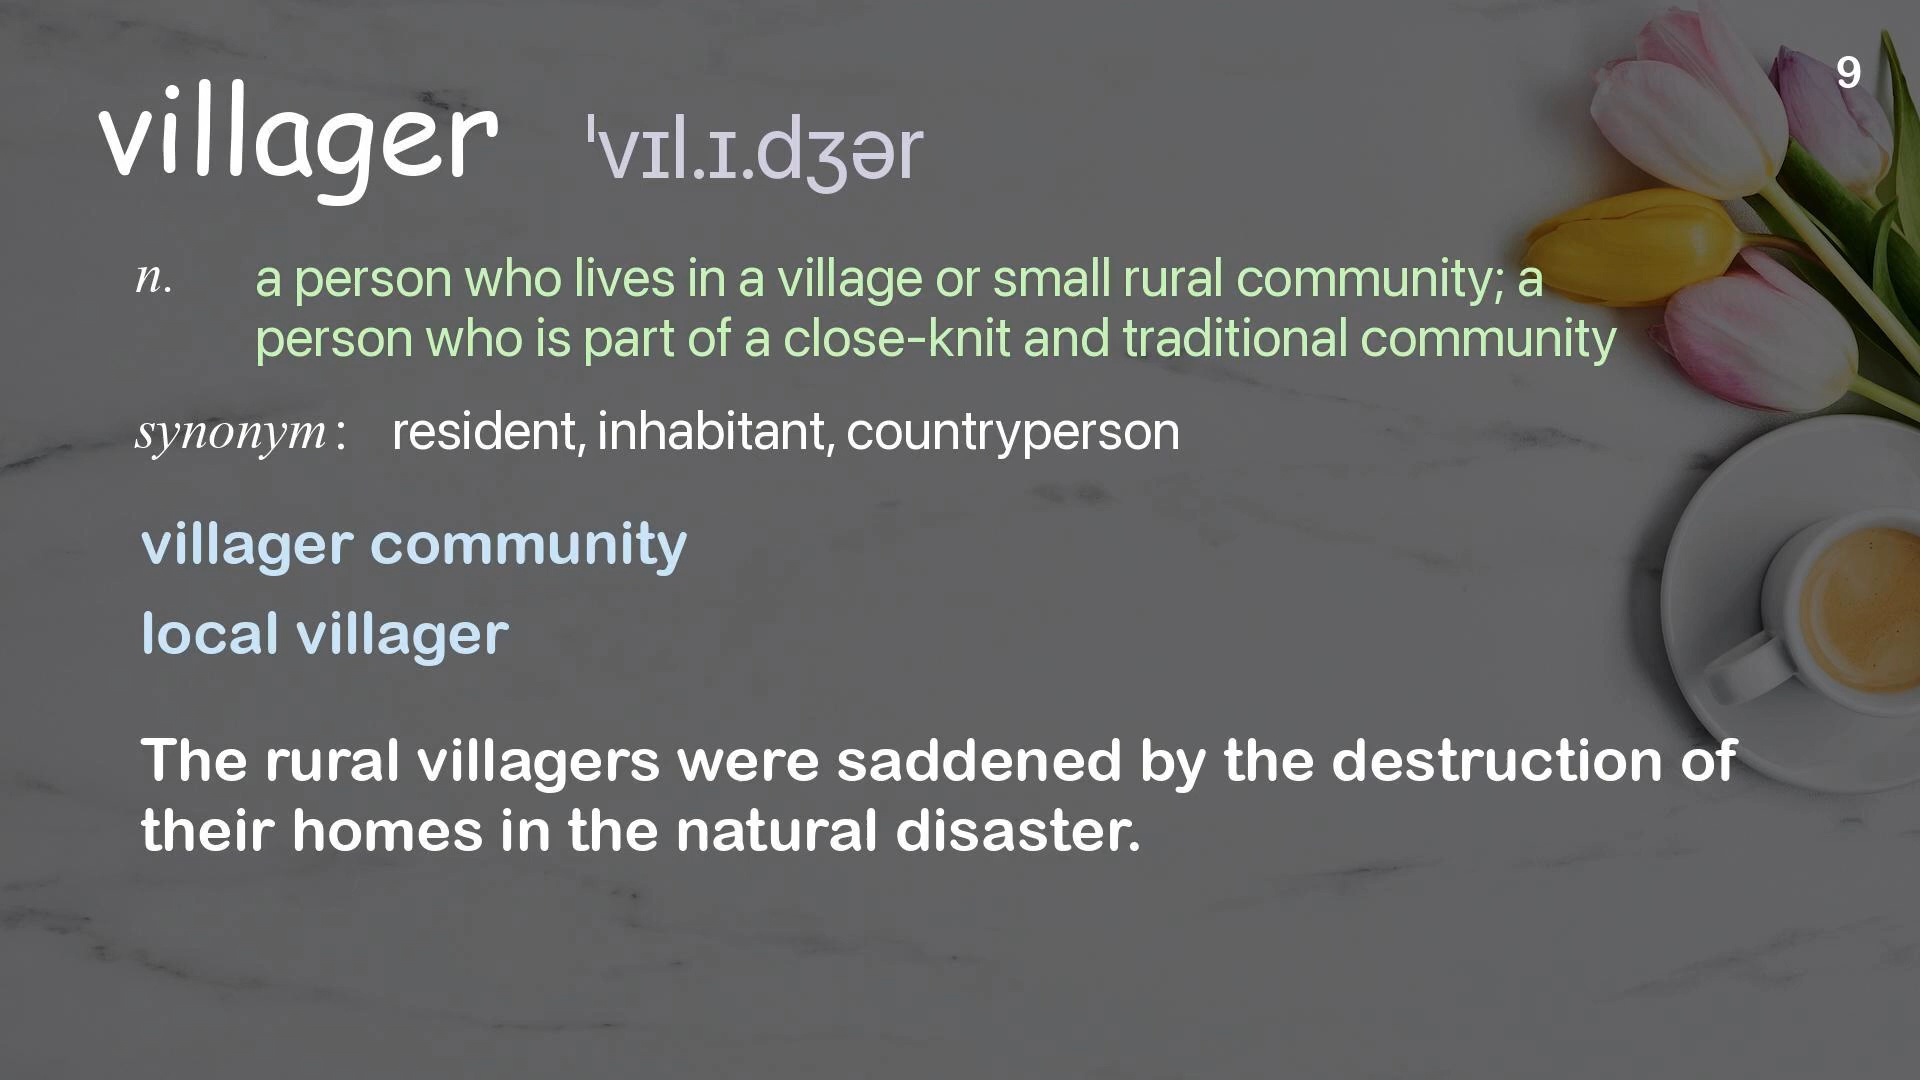 9
villager ˈvɪl.ɪ.dʒər
n. a person who lives in a village or small rural community; a
person who is part of a close-knit and traditional community
synonym: resident, inhabitant, countryperson
villager community
local villager
The rural villagers were saddened by the destruction of
their homes in the natural disaster.